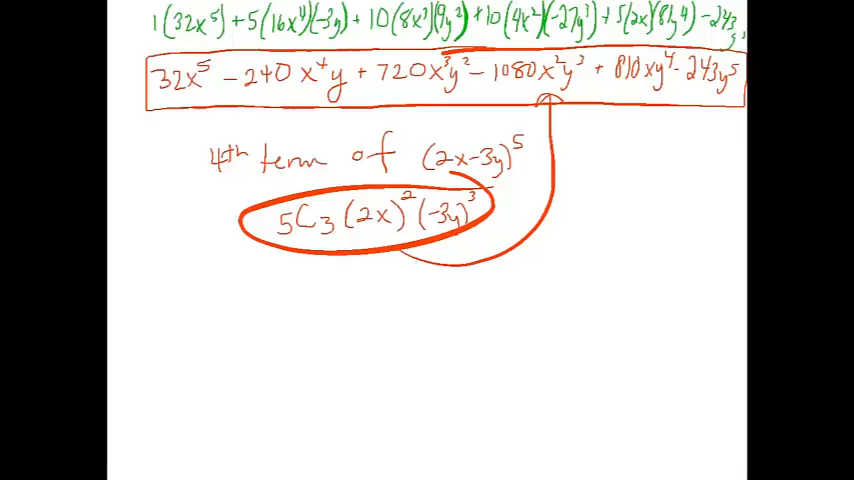 1(32x⁵) + 5(16x⁴)(-3y) + 10(8x³)(9y²) + 10(4x²)(-27y³) + 5(2x)(81y⁴) - 243y⁵
32x⁵ - 240x⁴y + 720x³y² - 1080x²y³ + 810xy⁴ - 243y⁵
4th term of (2x-3y)⁵
5C₃(2x)²(-3y)³